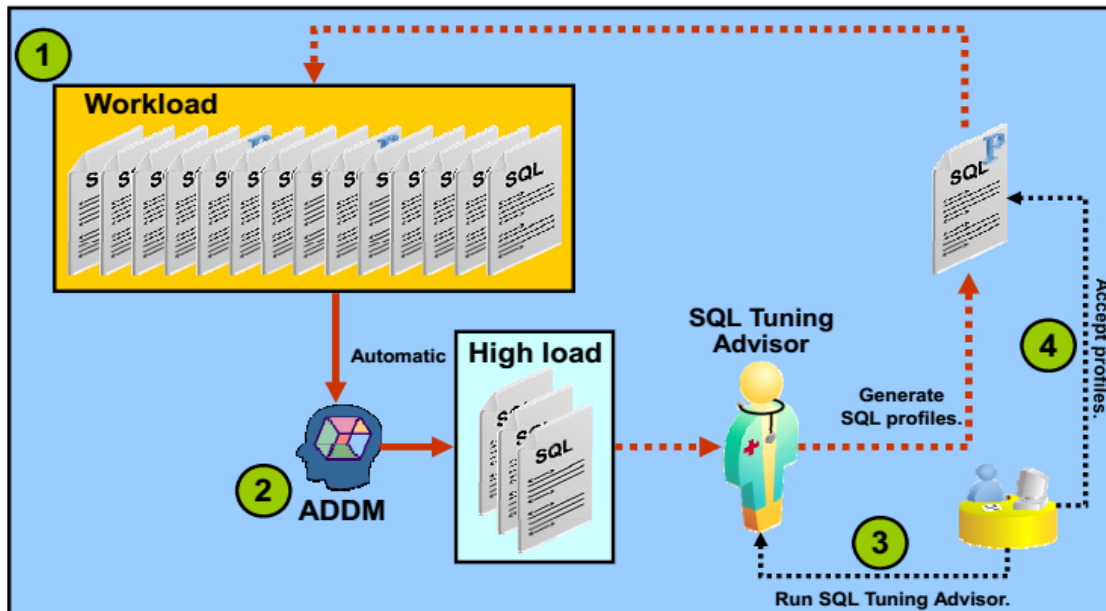 1
Workload
S S S S S S S S S S S S SQL
P P
Automatic
2
ADDM
High load
SQL
SQL Tuning
Advisor
Generate
SQL profiles.
P
SQL
4
Accept profiles.
3
Run SQL Tuning Advisor.